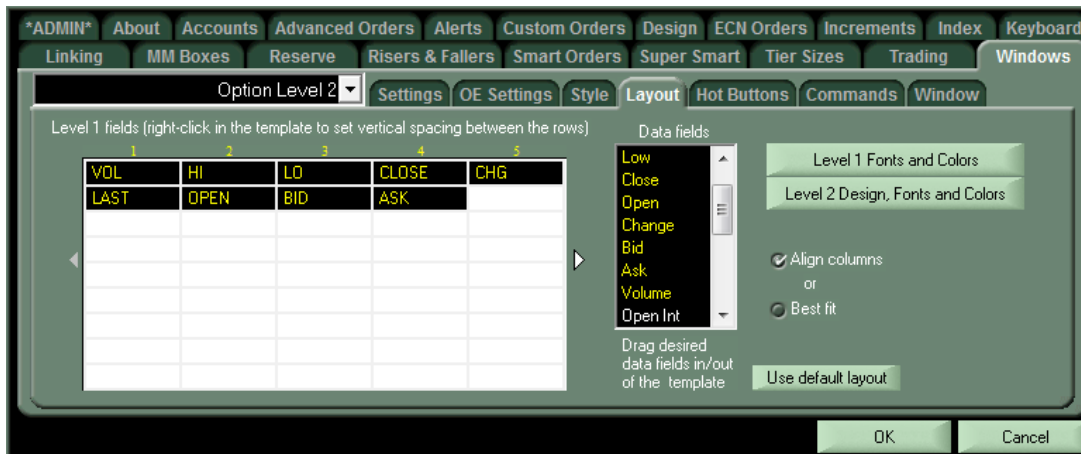 *ADMIN* About Accounts Advanced Orders Alerts Custom Orders Design ECN Orders Increments Index Keyboard
Linking MM Boxes Reserve Risers & Fallers Smart Orders Super Smart Tier Sizes Trading Windows
Option Level 2 Settings OE Settings Style Layout Hot Buttons Commands Window
Level 1 fields (right-click in the template to set vertical spacing between the rows)
1 2 3 4 5
VOL HI LO CLOSE CHG
LAST OPEN BID ASK
Data fields
Low
Close
Open
Change
Bid
Ask
Volume
Open Int
Drag desired
data fields in/out
of the template
Level 1 Fonts and Colors
Level 2 Design, Fonts and Colors
Align columns
or
Best fit
Use default layout
OK Cancel